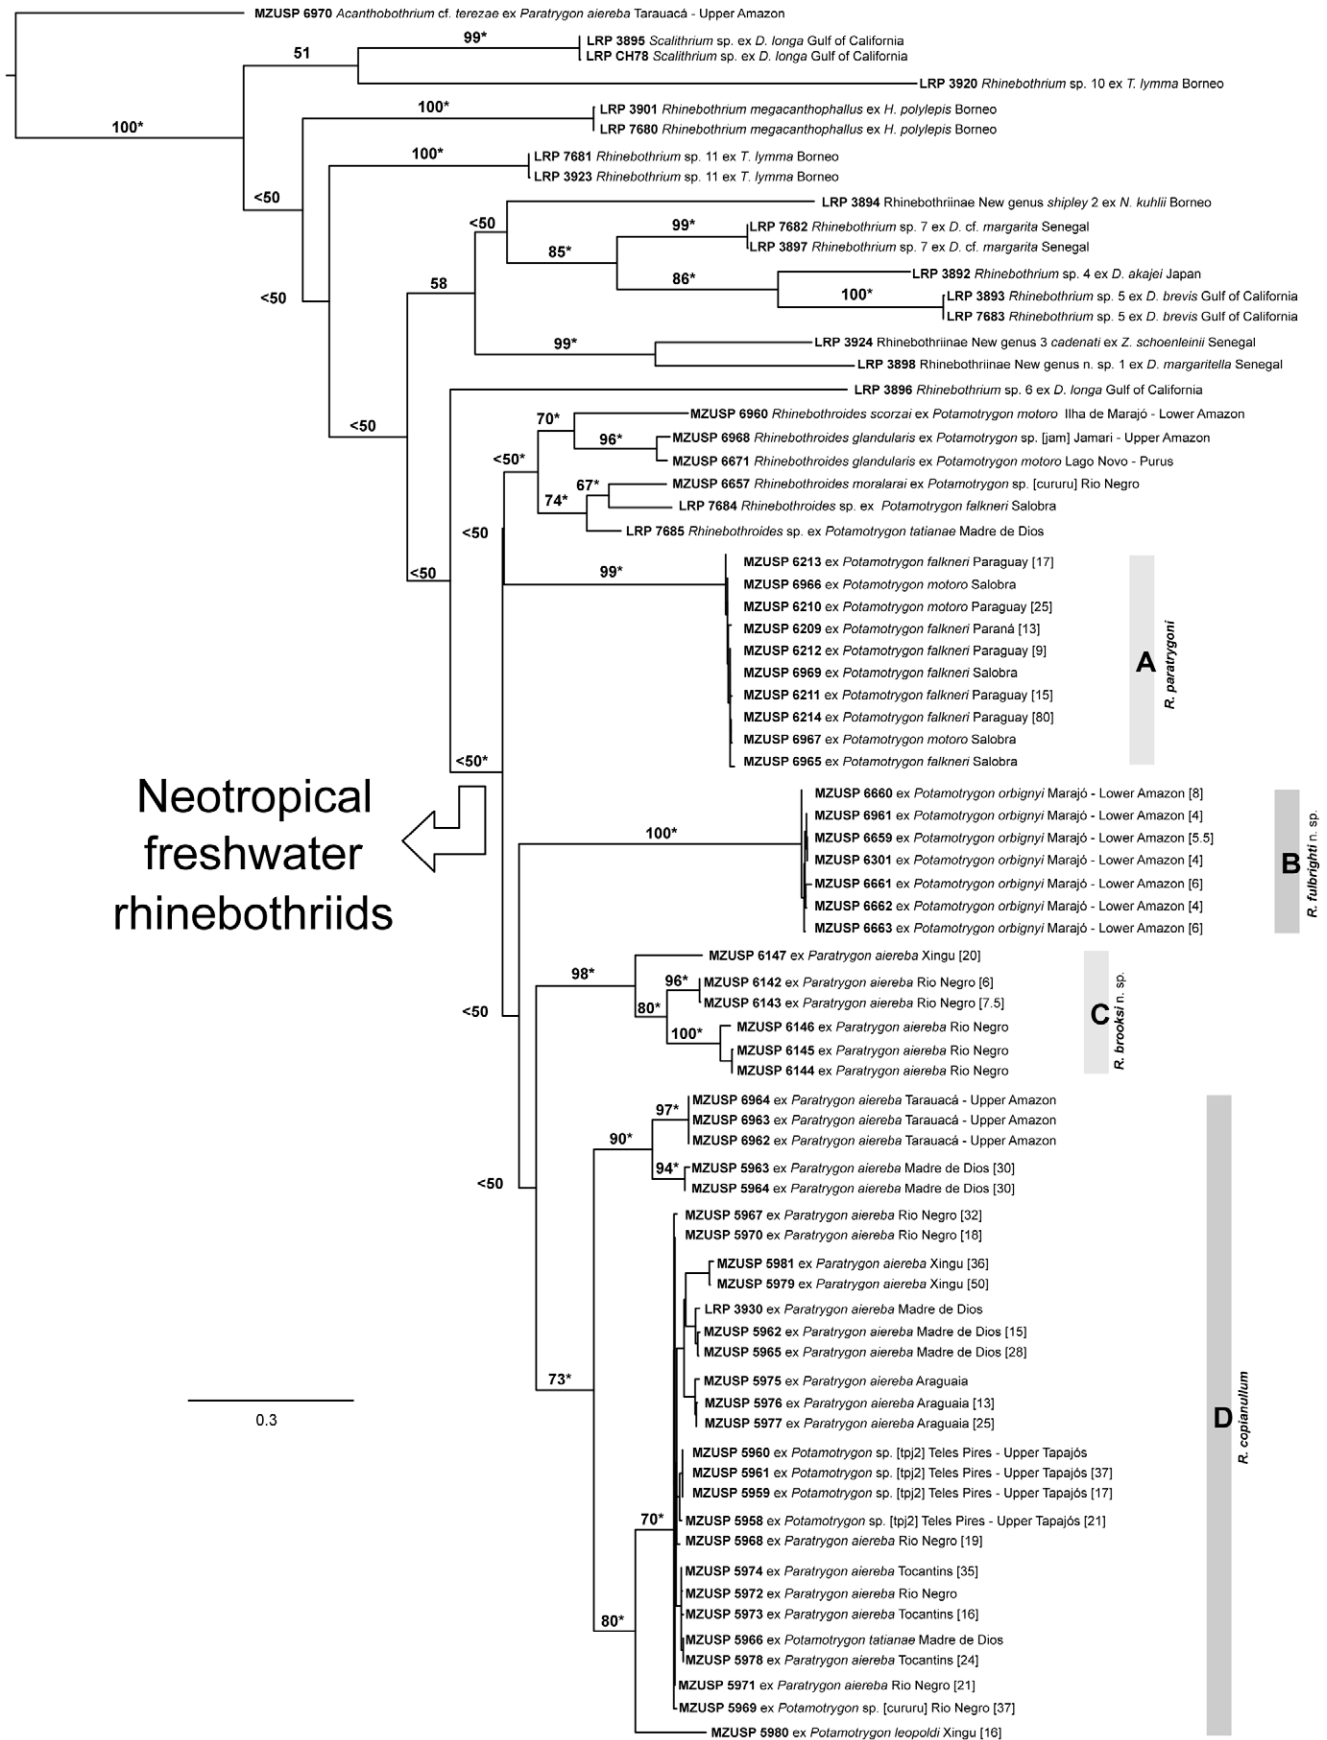 MZUSP 6970 Acanthobothrium cf. terezae ex Paratrygon aiereba Tarauacá - Upper Amazon
99*
LRP 3895 Scalithrium sp. ex D. longa Gulf of California
51
LRP CH78 Scalithrium sp. ex D. longa Gulf of California
LRP 3920 Rhinebothrium sp. 10 ex T. lymma Borneo
100*
LRP 3901 Rhinebothrium megacanthophallus ex H. polylepis Borneo
100*
LRP 7680 Rhinebothrium megacanthophallus ex H. polylepis Borneo
100*
LRP 7681 Rhinebothrium sp. 11 ex T. lymma Borneo
LRP 3923 Rhinebothrium sp. 11 ex T. lymma Borneo
<50
LRP 3894 Rhinebothriinae New genus shipley 2 ex N. kuhlii Borneo
<50
99*
LRP 7682 Rhinebothrium sp. 7 ex D. cf. margarita Senegal
85*
LRP 3897 Rhinebothrium sp. 7 ex D. cf. margarita Senegal
86*
LRP 3892 Rhinebothrium sp. 4 ex D. akajei Japan
58
<50
100*
LRP 3893 Rhinebothrium sp. 5 ex D. brevis Gulf of California
LRP 7683 Rhinebothrium sp. 5 ex D. brevis Gulf of California
99*
LRP 3924 Rhinebothriinae New genus 3 cadenati ex Z. schoenleinii Senegal
LRP 3898 Rhinebothriinae New genus n. sp. 1 ex D. margaritella Senegal
LRP 3896 Rhinebothrium sp. 6 ex D. longa Gulf of California
<50
70*
MZUSP 6960 Rhinebothroides scorzai ex Potamotrygon motoro Ilha de Marajó - Lower Amazon
96*
MZUSP 6968 Rhinebothroides glandularis ex Potamotrygon sp. [jam] Jamari - Upper Amazon
<50*
MZUSP 6671 Rhinebothroides glandularis ex Potamotrygon motoro Lago Novo - Purus
67*
MZUSP 6657 Rhinebothroides moralarai ex Potamotrygon sp. [cururu] Rio Negro
74*
LRP 7684 Rhinebothroides sp. ex Potamotrygon falkneri Salobra
<50
LRP 7685 Rhinebothroides sp. ex Potamotrygon tatianae Madre de Dios
<50
99*
MZUSP 6213 ex Potamotrygon falkneri Paraguay [17]
MZUSP 6966 ex Potamotrygon motoro Salobra
MZUSP 6210 ex Potamotrygon motoro Paraguay [25]
MZUSP 6209 ex Potamotrygon falkneri Paraná [13]
MZUSP 6212 ex Potamotrygon falkneri Paraguay [9]
MZUSP 6969 ex Potamotrygon falkneri Salobra
MZUSP 6211 ex Potamotrygon falkneri Paraguay [15]
MZUSP 6214 ex Potamotrygon falkneri Paraguay [80]
MZUSP 6967 ex Potamotrygon motoro Salobra
MZUSP 6965 ex Potamotrygon falkneri Salobra
A
R. paratrygoni
<50*
Neotropical
freshwater
rhinebothriids
100*
MZUSP 6660 ex Potamotrygon orbignyi Marajó - Lower Amazon [8]
MZUSP 6961 ex Potamotrygon orbignyi Marajó - Lower Amazon [4]
MZUSP 6659 ex Potamotrygon orbignyi Marajó - Lower Amazon [5.5]
MZUSP 6301 ex Potamotrygon orbignyi Marajó - Lower Amazon [4]
MZUSP 6661 ex Potamotrygon orbignyi Marajó - Lower Amazon [6]
MZUSP 6662 ex Potamotrygon orbignyi Marajó - Lower Amazon [4]
MZUSP 6663 ex Potamotrygon orbignyi Marajó - Lower Amazon [6]
B
R. fulbrighti n. sp.
98*
MZUSP 6147 ex Paratrygon aiereba Xingu [20]
96*
MZUSP 6142 ex Paratrygon aiereba Rio Negro [6]
80*
MZUSP 6143 ex Paratrygon aiereba Rio Negro [7.5]
<50
100*
MZUSP 6146 ex Paratrygon aiereba Rio Negro
MZUSP 6145 ex Paratrygon aiereba Rio Negro
MZUSP 6144 ex Paratrygon aiereba Rio Negro
C
R. brooksi n. sp.
97*
MZUSP 6964 ex Paratrygon aiereba Tarauacá - Upper Amazon
MZUSP 6963 ex Paratrygon aiereba Tarauacá - Upper Amazon
90*
MZUSP 6962 ex Paratrygon aiereba Tarauacá - Upper Amazon
94*
MZUSP 5963 ex Paratrygon aiereba Madre de Dios [30]
<50
MZUSP 5964 ex Paratrygon aiereba Madre de Dios [30]
MZUSP 5967 ex Paratrygon aiereba Rio Negro [32]
MZUSP 5970 ex Paratrygon aiereba Rio Negro [18]
MZUSP 5981 ex Paratrygon aiereba Xingu [36]
MZUSP 5979 ex Paratrygon aiereba Xingu [50]
LRP 3930 ex Paratrygon aiereba Madre de Dios
MZUSP 5962 ex Paratrygon aiereba Madre de Dios [15]
MZUSP 5965 ex Paratrygon aiereba Madre de Dios [28]
73*
MZUSP 5975 ex Paratrygon aiereba Araguaia
MZUSP 5976 ex Paratrygon aiereba Araguaia [13]
MZUSP 5977 ex Paratrygon aiereba Araguaia [25]
0.3
MZUSP 5960 ex Potamotrygon sp. [tpj2] Teles Pires - Upper Tapajós
MZUSP 5961 ex Potamotrygon sp. [tpj2] Teles Pires - Upper Tapajós [37]
MZUSP 5959 ex Potamotrygon sp. [tpj2] Teles Pires - Upper Tapajós [17]
70*
MZUSP 5958 ex Potamotrygon sp. [tpj2] Teles Pires - Upper Tapajós [21]
MZUSP 5968 ex Paratrygon aiereba Rio Negro [19]
MZUSP 5974 ex Paratrygon aiereba Tocantins [35]
MZUSP 5972 ex Paratrygon aiereba Rio Negro
80*
MZUSP 5973 ex Paratrygon aiereba Tocantins [16]
MZUSP 5966 ex Potamotrygon tatianae Madre de Dios
MZUSP 5978 ex Paratrygon aiereba Tocantins [24]
MZUSP 5971 ex Paratrygon aiereba Rio Negro [21]
MZUSP 5969 ex Potamotrygon sp. [cururu] Rio Negro [37]
MZUSP 5980 ex Potamotrygon leopoldi Xingu [16]
D
R. copianullum